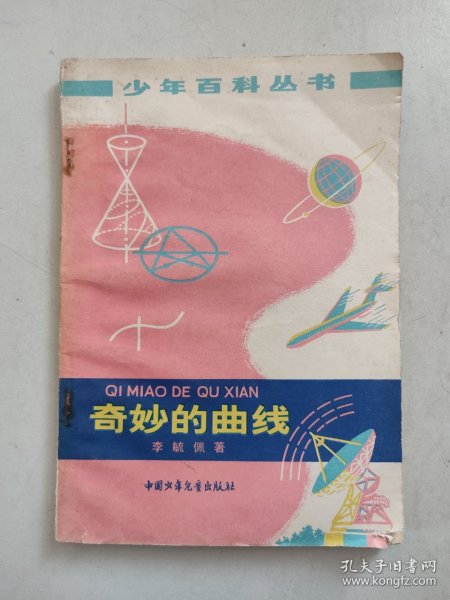 少年百科丛书
QI MIAO DE QU XIAN
奇妙的曲线
李毓佩著
中国少年儿童出版社
孔夫子旧书网
www.kongfz.com